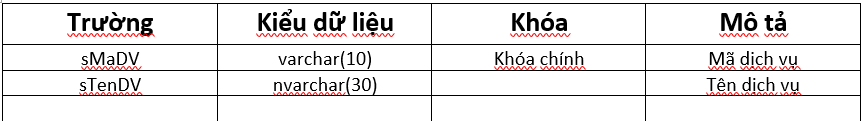 Trường Kiểu dữ liệu Khóa Mô tả
sMaDV varchar(10) Khóa chính Mã dịch vụ
sTenDV nvarchar(30) Tên dịch vụ